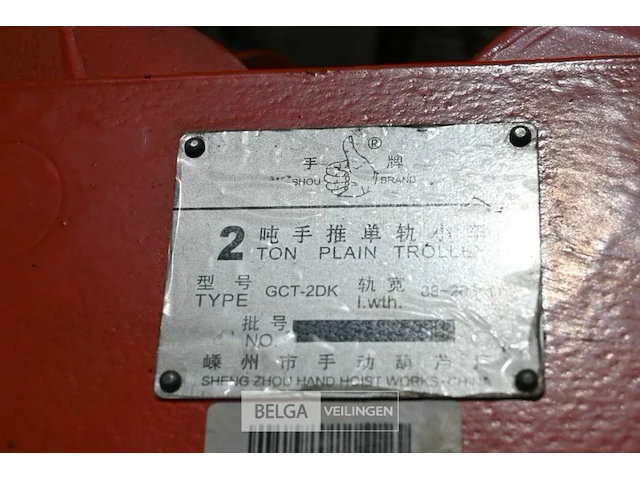 ®
手 牌
SHOU BRAND
2 吨手推单轨小车
TON PLAIN TROLLEY
型号 GCT-2DK 轨宽
TYPE I.wth.
批号
NO.
嵊州市手动葫芦厂
SHENG ZHOU HAND HOIST WORKS·CHINA
BELGA VEILINGEN